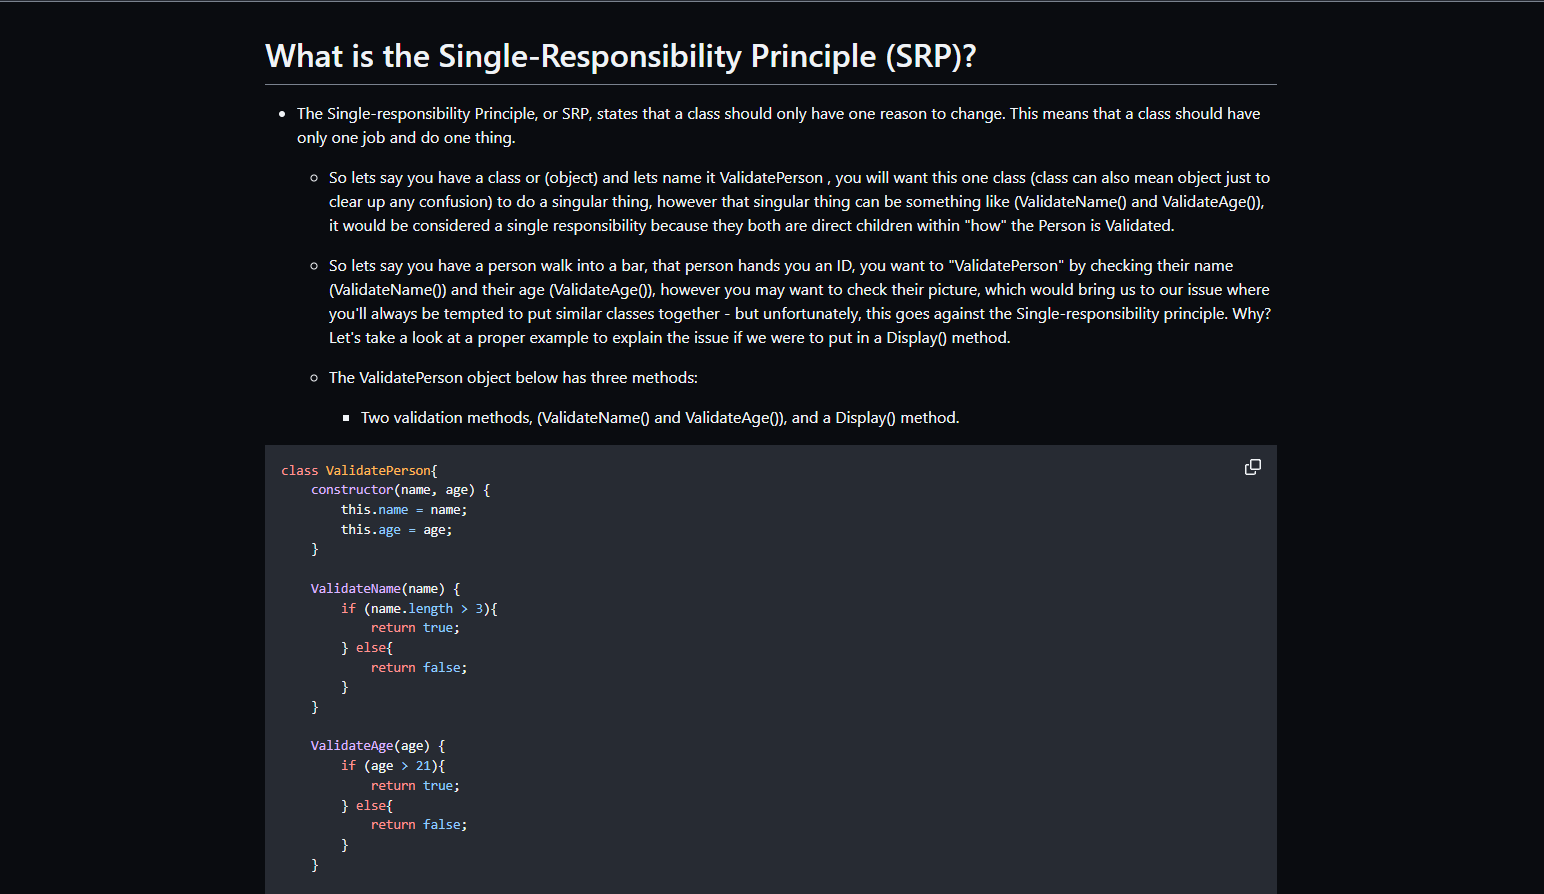 What is the Single-Responsibility Principle (SRP)?
The Single-responsibility Principle, or SRP, states that a class should only have one reason to change. This means that a class should have
only one job and do one thing.
So lets say you have a class or (object) and lets name it ValidatePerson , you will want this one class (class can also mean object just to
clear up any confusion) to do a singular thing, however that singular thing can be something like (ValidateName() and ValidateAge()),
it would be considered a single responsibility because they both are direct children within "how" the Person is Validated.
So lets say you have a person walk into a bar, that person hands you an ID, you want to "ValidatePerson" by checking their name
(ValidateName()) and their age (ValidateAge()), however you may want to check their picture, which would bring us to our issue where
you'll always be tempted to put similar classes together - but unfortunately, this goes against the Single-responsibility principle. Why?
Let's take a look at a proper example to explain the issue if we were to put in a Display() method.
The ValidatePerson object below has three methods:
Two validation methods, (ValidateName() and ValidateAge()), and a Display() method.
class ValidatePerson{
    constructor(name, age) {
        this.name = name;
        this.age = age;
    }

    ValidateName(name) {
        if (name.length > 3){
            return true;
        } else{
            return false;
        }
    }

    ValidateAge(age) {
        if (age > 21){
            return true;
        } else{
            return false;
        }
    }